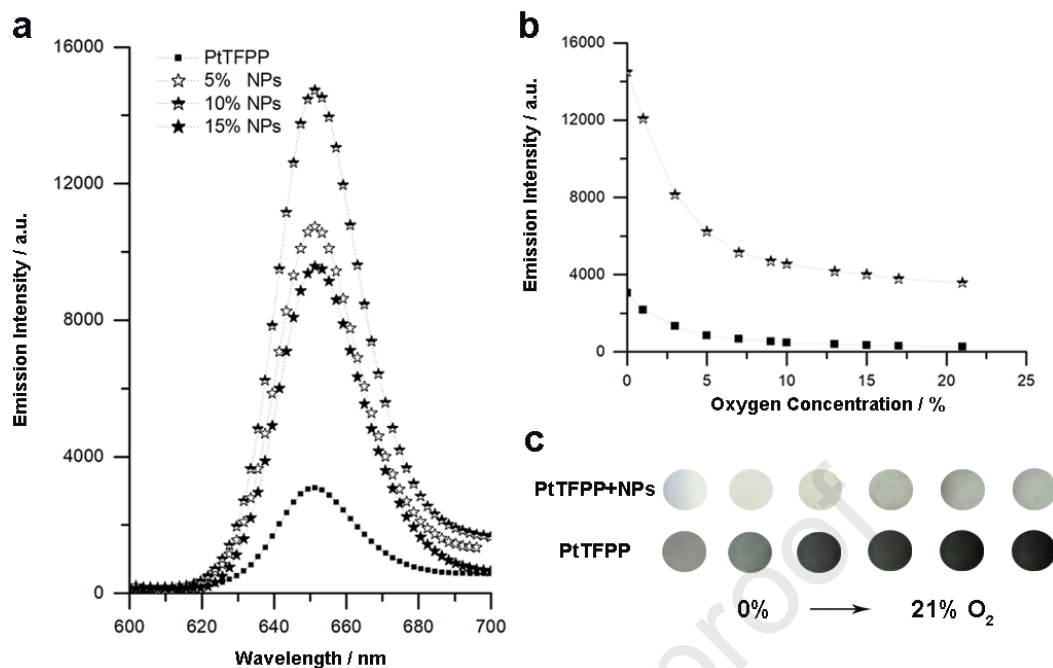 a
16000
12000
8000
4000
0
Emission Intensity / a.u.
PtTFPP
5% NPs
10% NPs
15% NPs
600 620 640 660 680 700
Wavelength / nm
b
16000
12000
8000
4000
0
Emission Intensity / a.u.
0 5 10 15 20 25
Oxygen Concentration / %
c
PtTFPP+NPs
PtTFPP
0% → 21% O₂
proof